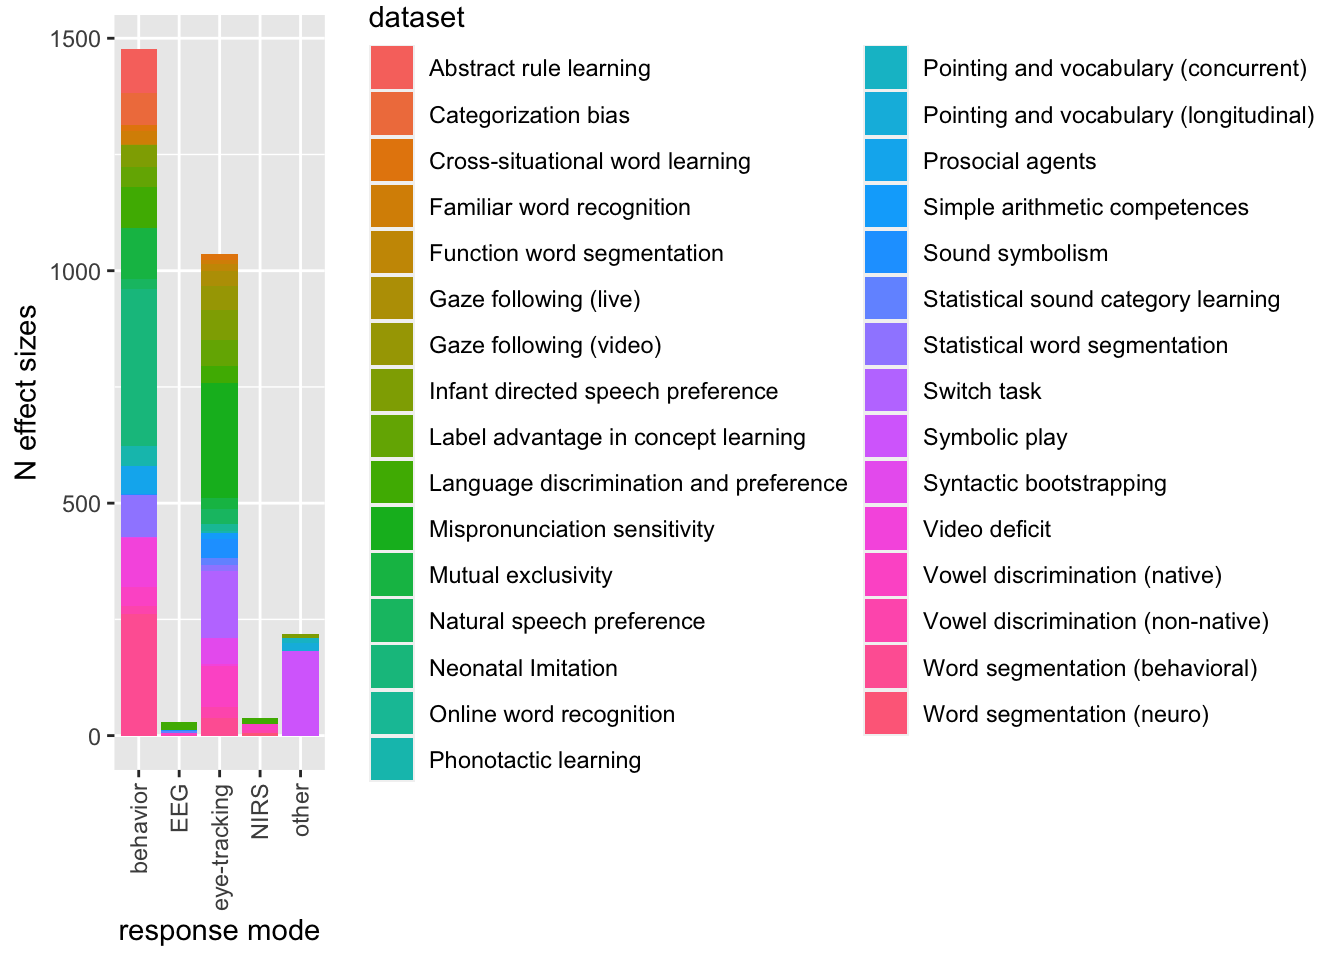 1500
1000
500
0
N effect sizes
behavior
EEG
eye-tracking
NIRS
other
response mode
dataset
Abstract rule learning
Categorization bias
Cross-situational word learning
Familiar word recognition
Function word segmentation
Gaze following (live)
Gaze following (video)
Infant directed speech preference
Label advantage in concept learning
Language discrimination and preference
Mispronunciation sensitivity
Mutual exclusivity
Natural speech preference
Neonatal Imitation
Online word recognition
Phonotactic learning
Pointing and vocabulary (concurrent)
Pointing and vocabulary (longitudinal)
Prosocial agents
Simple arithmetic competences
Sound symbolism
Statistical sound category learning
Statistical word segmentation
Switch task
Symbolic play
Syntactic bootstrapping
Video deficit
Vowel discrimination (native)
Vowel discrimination (non-native)
Word segmentation (behavioral)
Word segmentation (neuro)